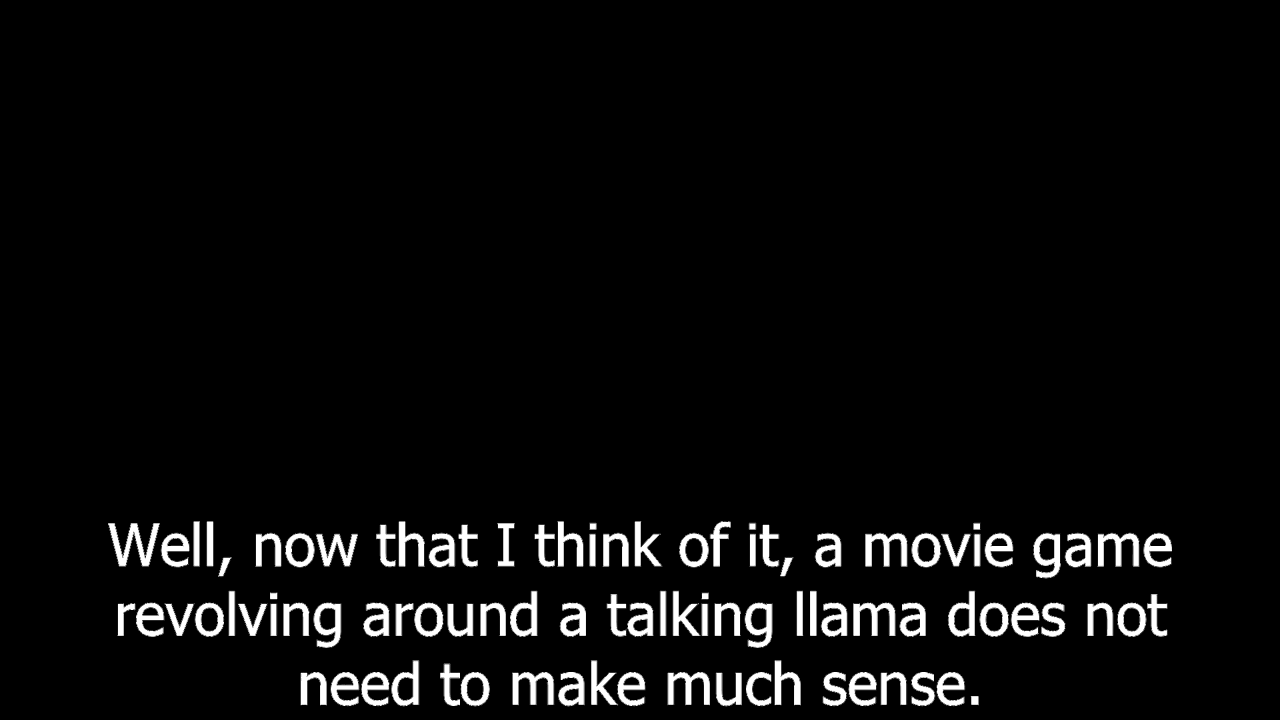 Well, now that I think of it, a movie game
revolving around a talking llama does not
need to make much sense.